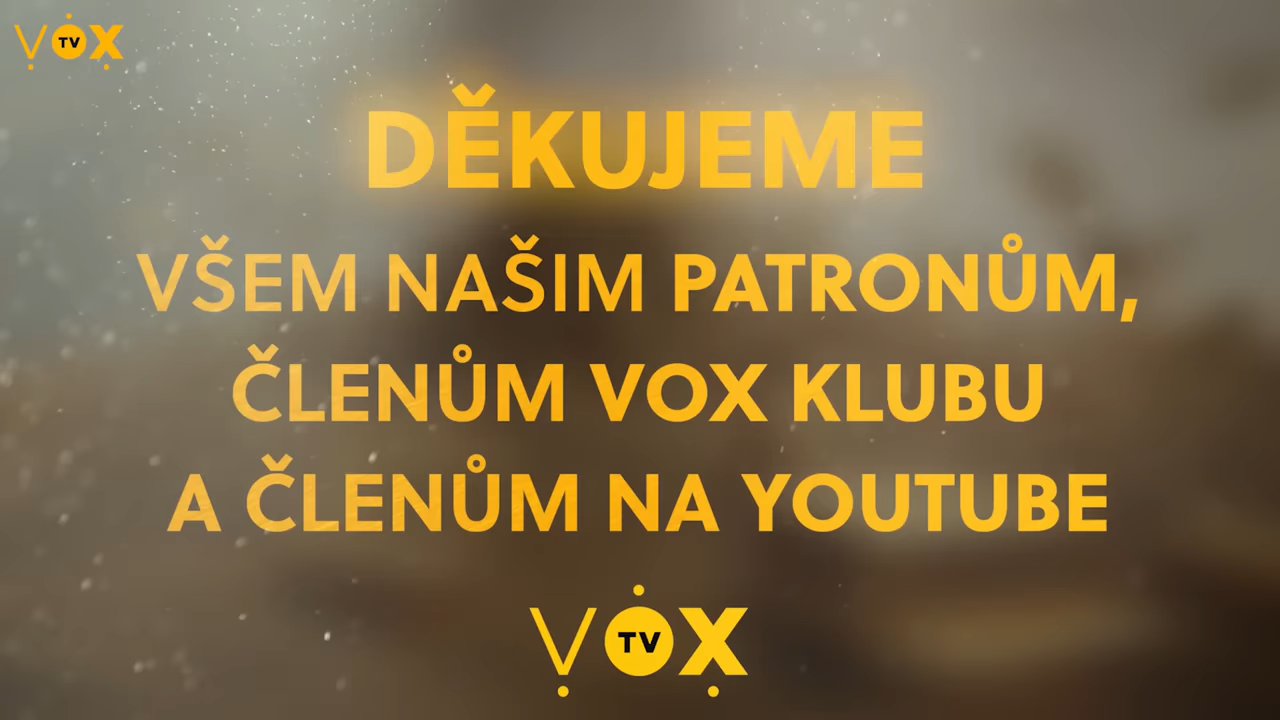 VOX TV
DĚKUJEME
VŠEM NAŠIM PATRONŮM,
ČLENŮM VOX KLUBU
A ČLENŮM NA YOUTUBE
VOX TV